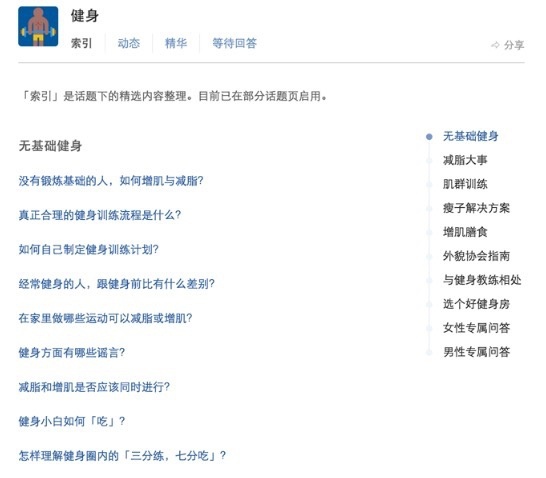 健身
索引 动态 精华 等待回答
分享
「索引」是话题下的精选内容整理。目前已在部分话题页启用。
无基础健身
没有锻炼基础的人，如何增肌与减脂？
真正合理的健身训练流程是什么？
如何自己制定健身训练计划？
经常健身的人，跟健身前比有什么差别？
在家里做哪些运动可以减脂或增肌？
健身方面有哪些谣言？
减脂和增肌是否应该同时进行？
健身小白如何「吃」？
怎样理解健身圈内的「三分练，七分吃」？
无基础健身
减脂大事
肌群训练
瘦子解决方案
增肌膳食
外貌协会指南
与健身教练相处
选个好健身房
女性专属问答
男性专属问答